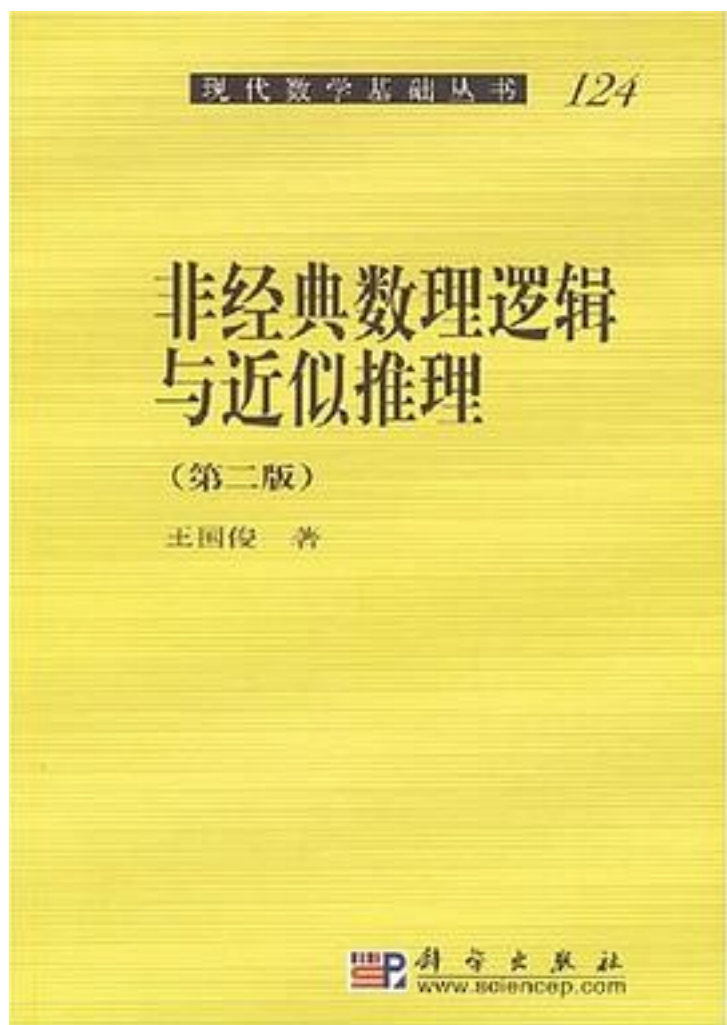 现代数学基础丛书 124
非经典数理逻辑
与近似推理
（第二版）
王国俊 著
科学出版社
www.sciencep.com